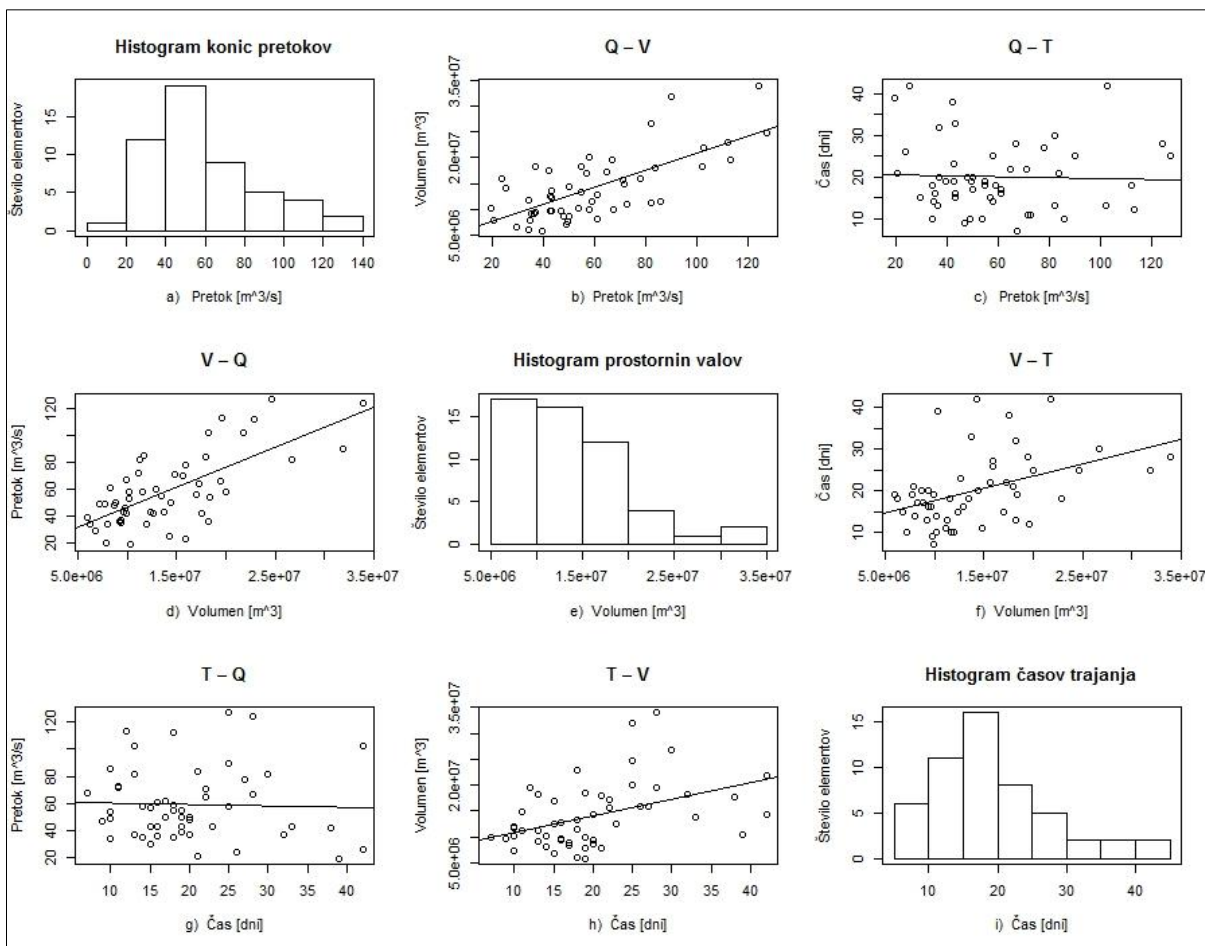 Histogram konic pretokov
Število elementov
15
10
5
0
0 20 40 60 80 100 120 140
a) Pretok [m^3/s]
Q – V
Volumen [m^3]
3.5e+07
2.0e+07
5.0e+06
20 40 60 80 100 120
b) Pretok [m^3/s]
Q – T
Čas [dni]
40
30
20
10
20 40 60 80 100 120
c) Pretok [m^3/s]
V – Q
Pretok [m^3/s]
120
80
60
40
20
5.0e+06 1.5e+07 2.5e+07 3.5e+07
d) Volumen [m^3]
Histogram prostornin valov
Število elementov
15
10
5
0
5.0e+06 1.5e+07 2.5e+07 3.5e+07
e) Volumen [m^3]
V – T
Čas [dni]
40
30
20
10
5.0e+06 1.5e+07 2.5e+07 3.5e+07
f) Volumen [m^3]
T – Q
Pretok [m^3/s]
120
80
60
40
20
10 15 20 25 30 35 40
g) Čas [dni]
T – V
Volumen [m^3]
3.5e+07
2.0e+07
5.0e+06
10 15 20 25 30 35 40
h) Čas [dni]
Histogram časov trajanja
Število elementov
15
10
5
0
10 20 30 40
i) Čas [dni]